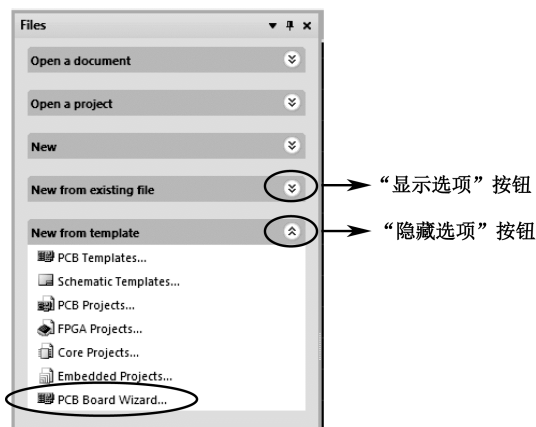 Files
Open a document
Open a project
New
New from existing file
“显示选项”按钮
New from template
“隐藏选项”按钮
PCB Templates...
Schematic Templates...
PCB Projects...
FPGA Projects...
Core Projects...
Embedded Projects...
PCB Board Wizard...